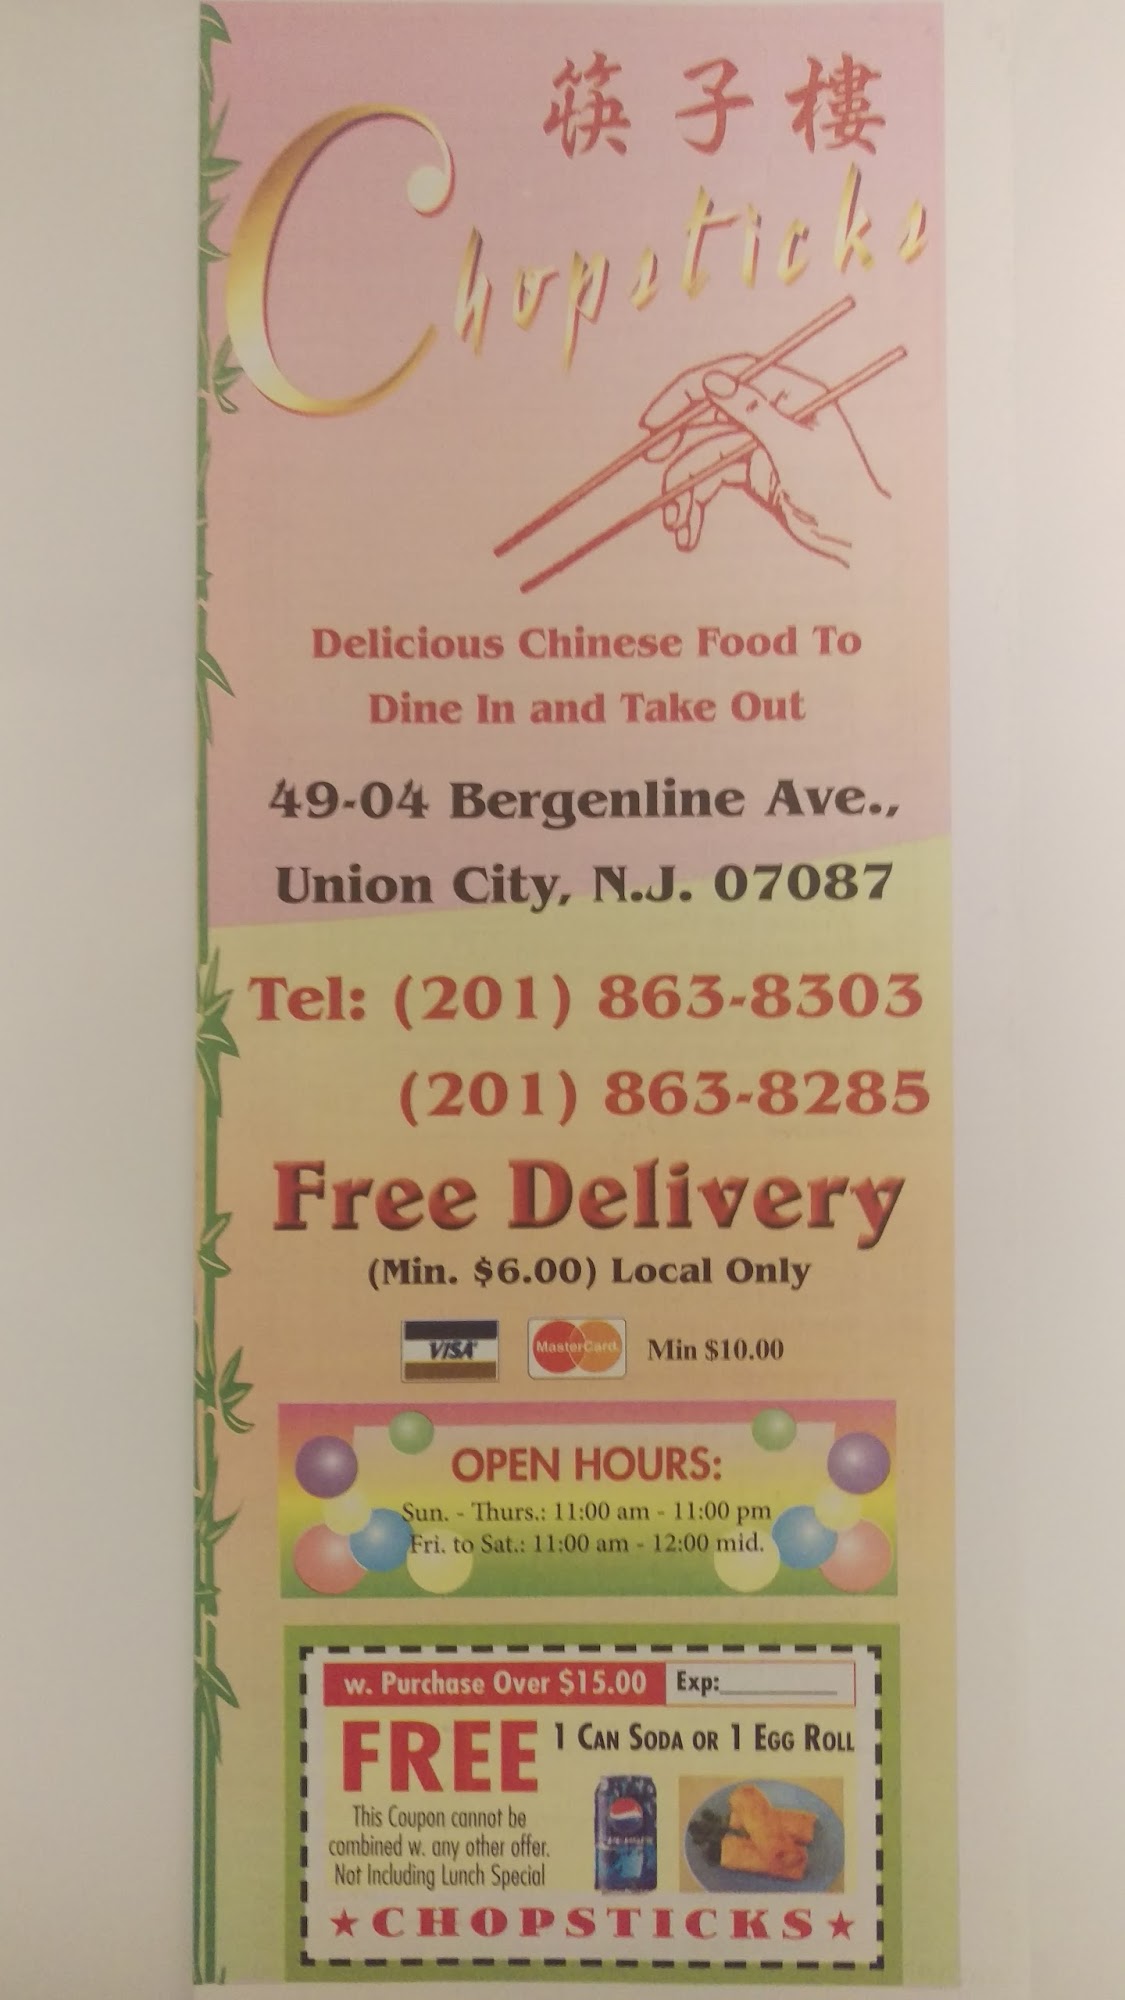 筷子樓
Chopsticks
Delicious Chinese Food To
Dine In and Take Out
49-04 Bergenline Ave.,
Union City, N.J. 07087
Tel: (201) 863-8303
(201) 863-8285
Free Delivery
(Min. $6.00) Local Only
VISA MasterCard Min $10.00
OPEN HOURS:
Sun. - Thurs.: 11:00 am - 11:00 pm
Fri. to Sat.: 11:00 am - 12:00 mid.
w. Purchase Over $15.00 Exp:
FREE 1 CAN SODA OR 1 EGG ROLL
This Coupon cannot be
combined w. any other offer.
Not Including Lunch Special
★CHOPSTICKS★